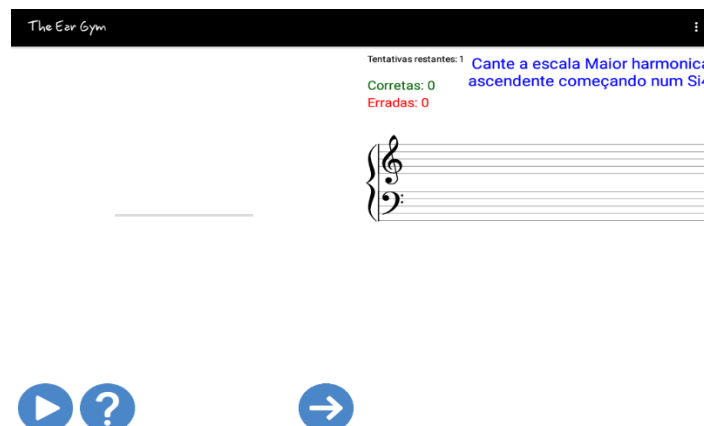 The Ear Gym
Tentativas restantes: 1
Cante a escala Maior harmonica
ascendente começando num Si4
Corretas: 0
Erradas: 0
?